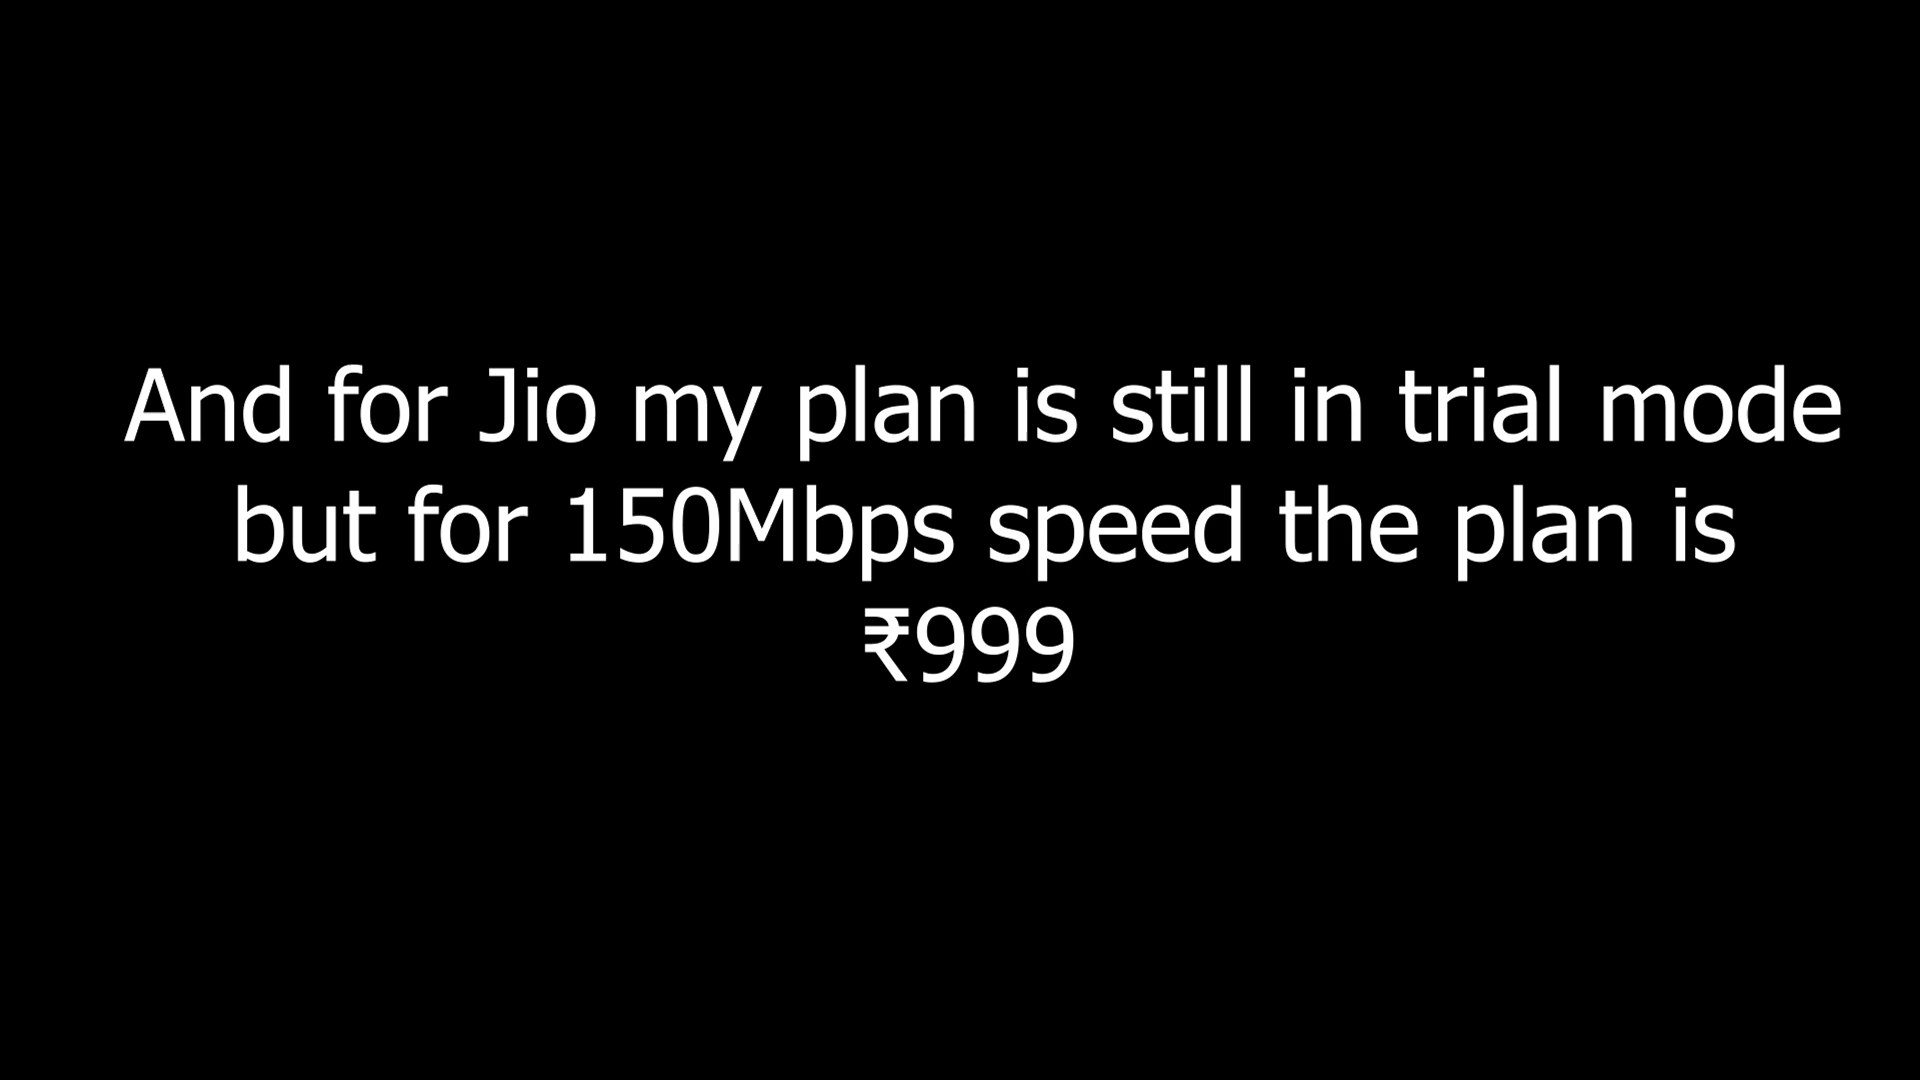 And for Jio my plan is still in trial mode
but for 150Mbps speed the plan is
₹999